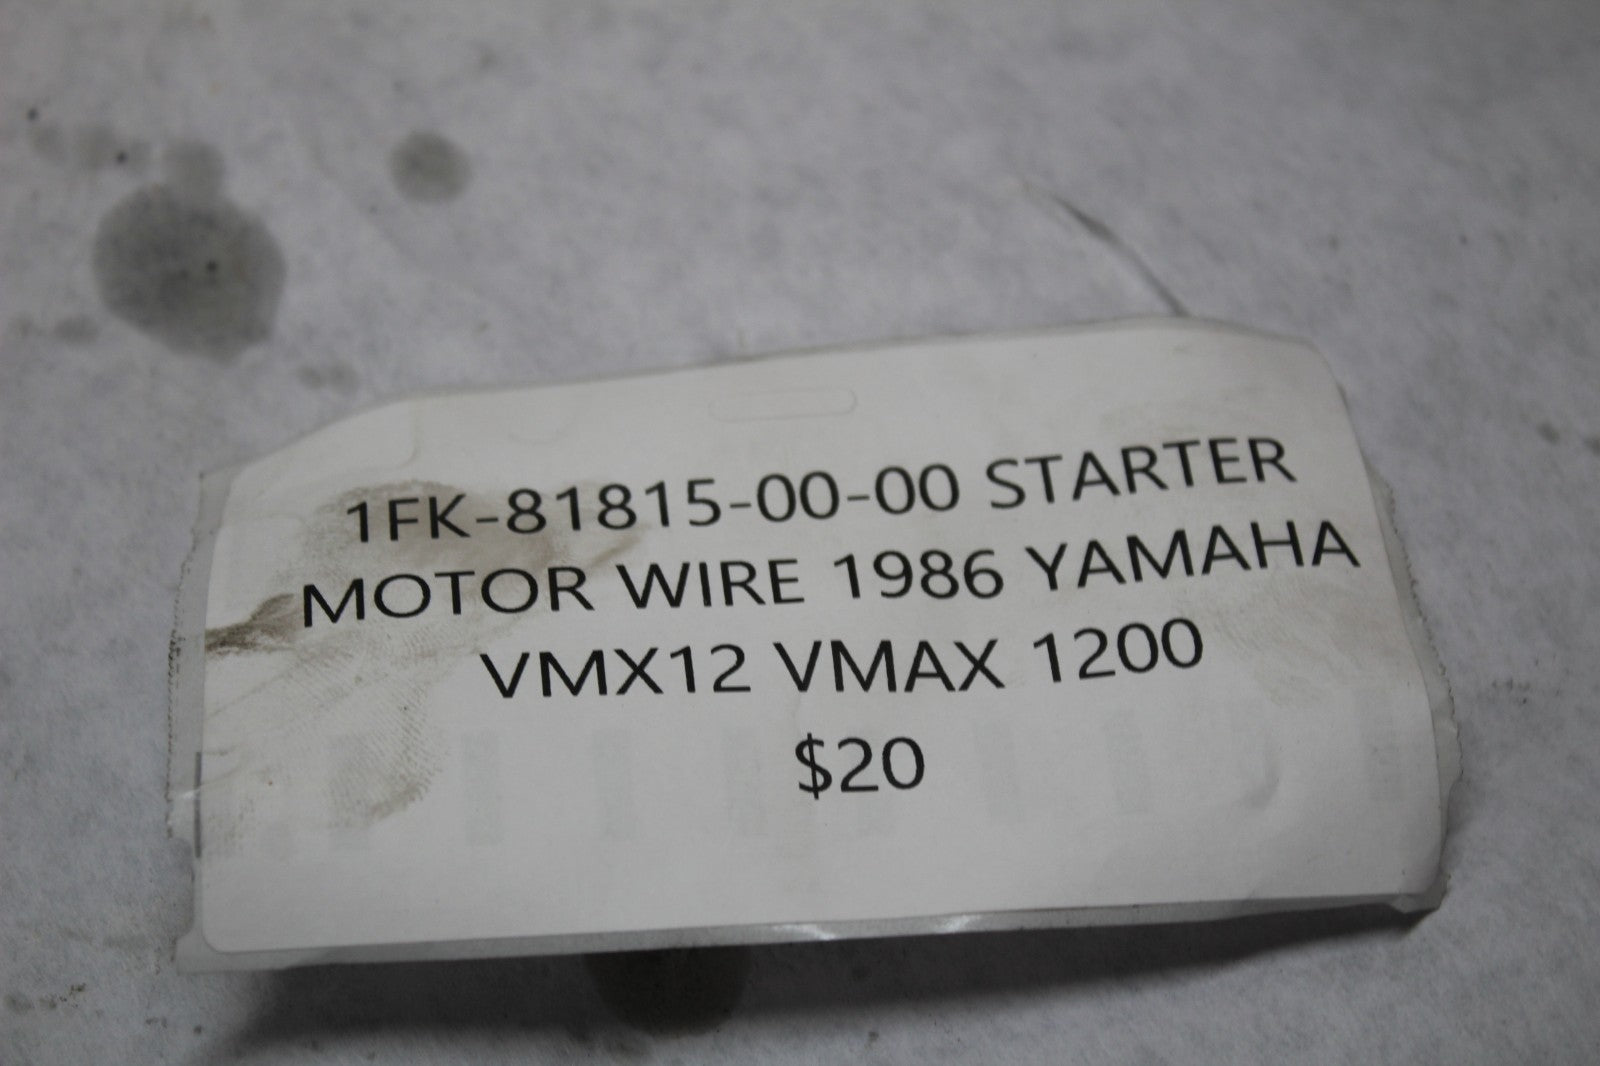 1FK-81815-00-00 STARTER
MOTOR WIRE 1986 YAMAHA
VMX12 VMAX 1200
$20